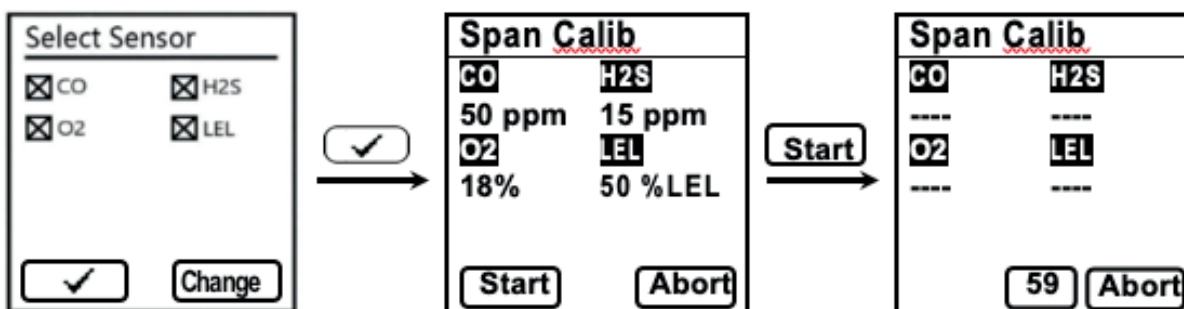 Select Sensor
CO H2S
O2 LEL
✓ Change
✓
Span Calib
CO H2S
50 ppm 15 ppm
O2 LEL
18% 50 %LEL
Start Abort
Start
Span Calib
CO H2S
---- ----
O2 LEL
---- ----
59 Abort